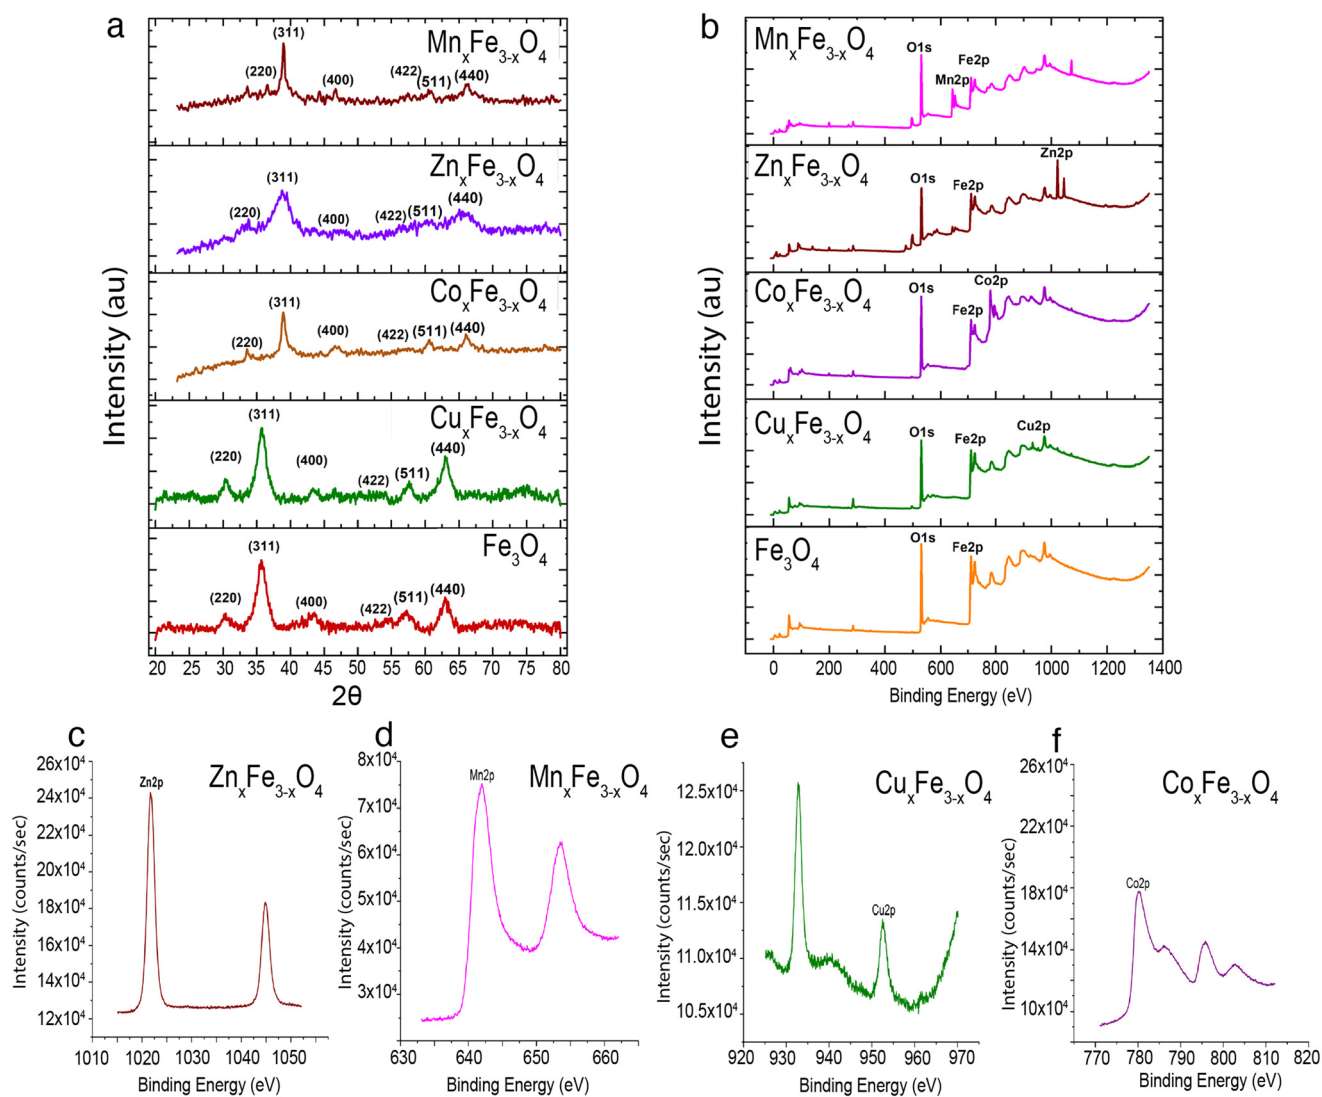 a
Intensity (au)
(311)
MnₓFe₃₋ₓO₄
(220)
(400)
(422)
(511)
(440)
(311)
ZnₓFe₃₋ₓO₄
(220)
(400)
(422)
(511)
(440)
(311)
CoₓFe₃₋ₓO₄
(220)
(400)
(422)
(511)
(440)
(311)
CuₓFe₃₋ₓO₄
(220)
(400)
(422)
(511)
(440)
(311)
Fe₃O₄
(220)
(400)
(422)
(511)
(440)
20 25 30 35 40 45 50 55 60 65 70 75 80
2θ
b
Intensity (au)
MnₓFe₃₋ₓO₄
O1s
Mn2p
Fe2p
ZnₓFe₃₋ₓO₄
O1s
Fe2p
Zn2p
CoₓFe₃₋ₓO₄
O1s
Fe2p
Co2p
CuₓFe₃₋ₓO₄
O1s
Fe2p
Cu2p
Fe₃O₄
O1s
Fe2p
0 200 400 600 800 1000 1200 1400
Binding Energy (eV)
c
ZnₓFe₃₋ₓO₄
Zn2p
Intensity (counts/sec)
26x10⁴
24x10⁴
22x10⁴
20x10⁴
18x10⁴
16x10⁴
14x10⁴
12x10⁴
1010 1020 1030 1040 1050
Binding Energy (eV)
d
MnₓFe₃₋ₓO₄
Mn2p
Intensity (counts/sec)
8x10⁴
7x10⁴
6x10⁴
5x10⁴
4x10⁴
3x10⁴
630 640 650 660
Binding Energy (eV)
e
CuₓFe₃₋ₓO₄
Cu2p
Intensity (counts/sec)
12.5x10⁴
12.0x10⁴
11.5x10⁴
11.0x10⁴
10.5x10⁴
920 930 940 950 960 970
Binding Energy (eV)
f
CoₓFe₃₋ₓO₄
Co2p
Intensity (counts/sec)
26x10⁴
22x10⁴
18x10⁴
14x10⁴
10x10⁴
770 780 790 800 810 820
Binding Energy (eV)